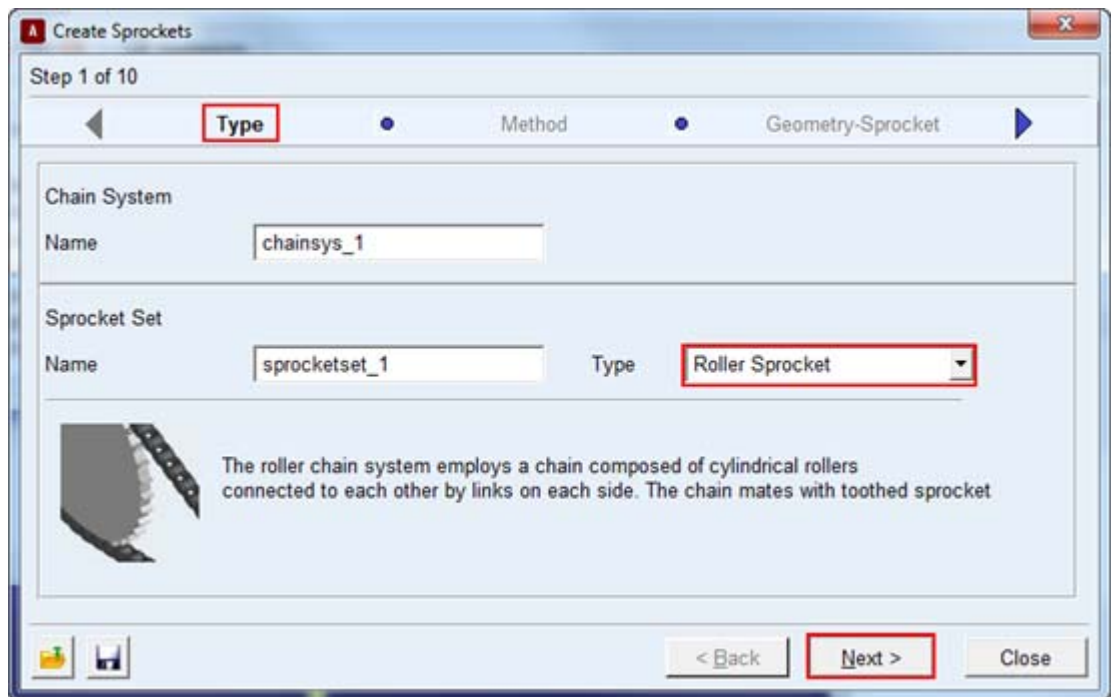 A Create Sprockets
Step 1 of 10
Type Method Geometry-Sprocket
Chain System
Name chainsys_1
Sprocket Set
Name sprocketset_1 Type Roller Sprocket
The roller chain system employs a chain composed of cylindrical rollers
connected to each other by links on each side. The chain mates with toothed sprocket
< Back Next > Close